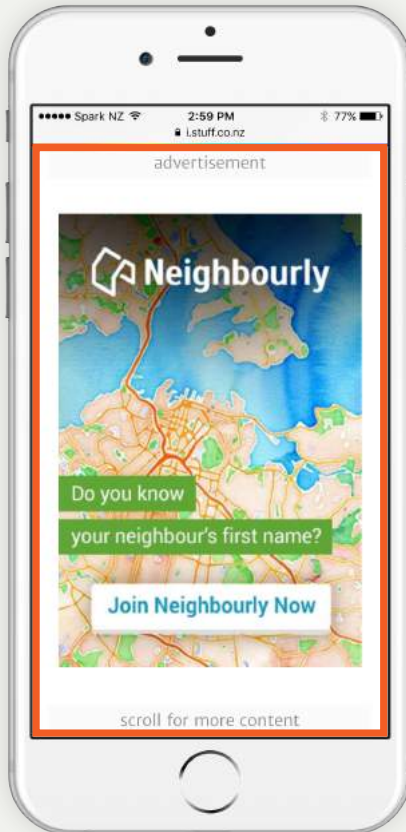 Spark NZ 2:59 PM 77%
i.stuff.co.nz
advertisement
Neighbourly
Do you know
your neighbour's first name?
Join Neighbourly Now
scroll for more content